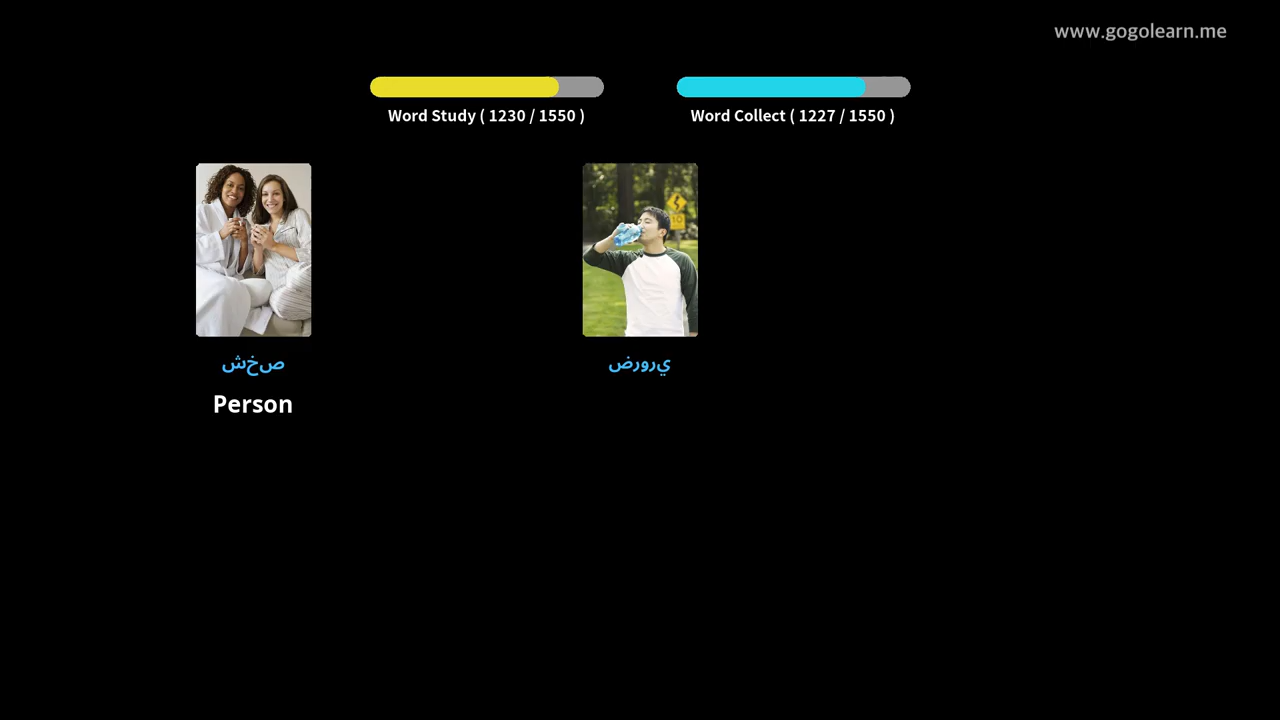 www.gogolearn.me
Word Study ( 1230 / 1550 )
Word Collect ( 1227 / 1550 )
صخش
Person
يرورض